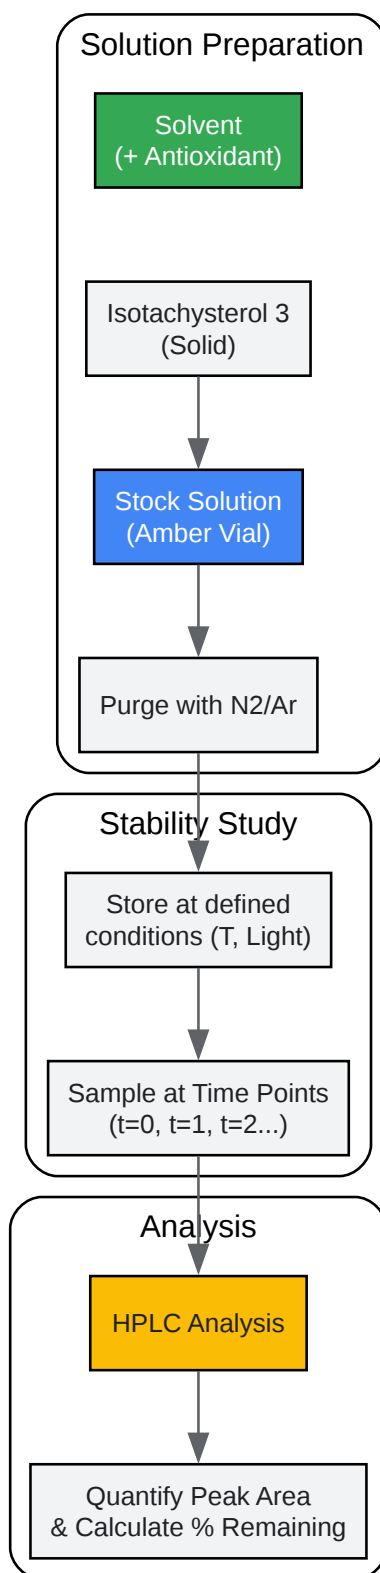 Solution Preparation
Solvent
(+ Antioxidant)
Isotachysterol 3
(Solid)
Stock Solution
(Amber Vial)
Purge with N2/Ar
Stability Study
Store at defined
conditions (T, Light)
Sample at Time Points
(t=0, t=1, t=2...)
Analysis
HPLC Analysis
Quantify Peak Area
& Calculate % Remaining